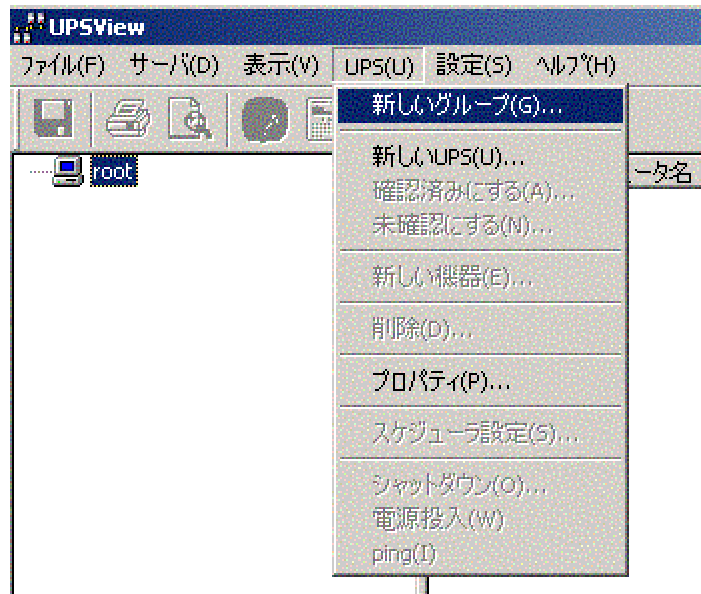 UPSView
ファイル(F) サーバ(D) 表示(V) UPS(U) 設定(S) ﾍﾙﾌﾟ(H)
新しいグループ(G)...
新しいUPS(U)...
root
ータ名
確認済みにする(A)...
未確認にする(N)...
新しい機器(E)...
削除(D)...
プロパティ(P)...
スケジューラ設定(S)...
シャットダウン(O)...
電源投入(W)
ping(I)